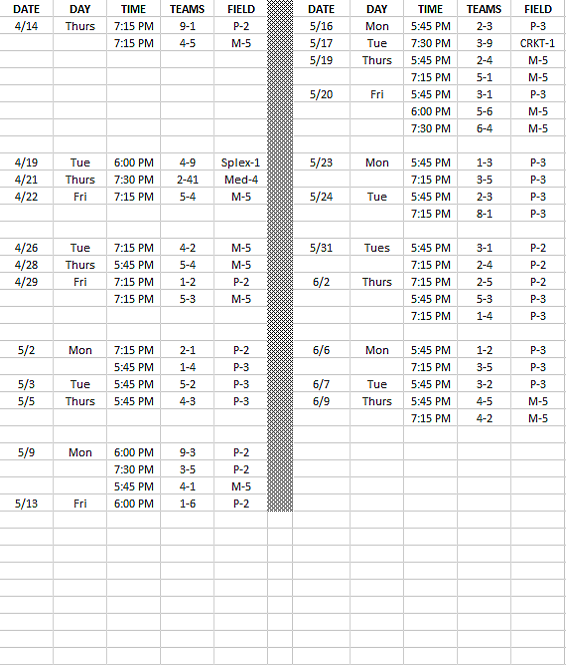 DATE DAY TIME TEAMS FIELD DATE DAY TIME TEAMS FIELD
4/14 Thurs 7:15 PM 9-1 P-2 5/16 Mon 5:45 PM 2-3 P-3
7:15 PM 4-5 M-5 5/17 Tue 7:30 PM 3-9 CRKT-1
5/19 Thurs 5:45 PM 2-4 M-5
7:15 PM 5-1 M-5
5/20 Fri 5:45 PM 3-1 P-3
6:00 PM 5-6 M-5
7:30 PM 6-4 M-5
4/19 Tue 6:00 PM 4-9 Splex-1 5/23 Mon 5:45 PM 1-3 P-3
4/21 Thurs 7:30 PM 2-41 Med-4 7:15 PM 3-5 P-3
4/22 Fri 7:15 PM 5-4 M-5 5/24 Tue 5:45 PM 2-3 P-3
7:15 PM 8-1 P-3
4/26 Tue 7:15 PM 4-2 M-5 5/31 Tues 5:45 PM 3-1 P-2
4/28 Thurs 5:45 PM 5-4 M-5 7:15 PM 2-4 P-2
4/29 Fri 7:15 PM 1-2 P-2 6/2 Thurs 7:15 PM 2-5 P-2
7:15 PM 5-3 M-5 5:45 PM 5-3 P-3
7:15 PM 1-4 P-3
5/2 Mon 7:15 PM 2-1 P-2 6/6 Mon 5:45 PM 1-2 P-3
5:45 PM 1-4 P-3 7:15 PM 3-5 P-3
5/3 Tue 5:45 PM 5-2 P-3 6/7 Tue 5:45 PM 3-2 P-3
5/5 Thurs 5:45 PM 4-3 P-3 6/9 Thurs 5:45 PM 4-5 M-5
7:15 PM 4-2 M-5
5/9 Mon 6:00 PM 9-3 P-2
7:30 PM 3-5 P-2
5:45 PM 4-1 M-5
5/13 Fri 6:00 PM 1-6 P-2